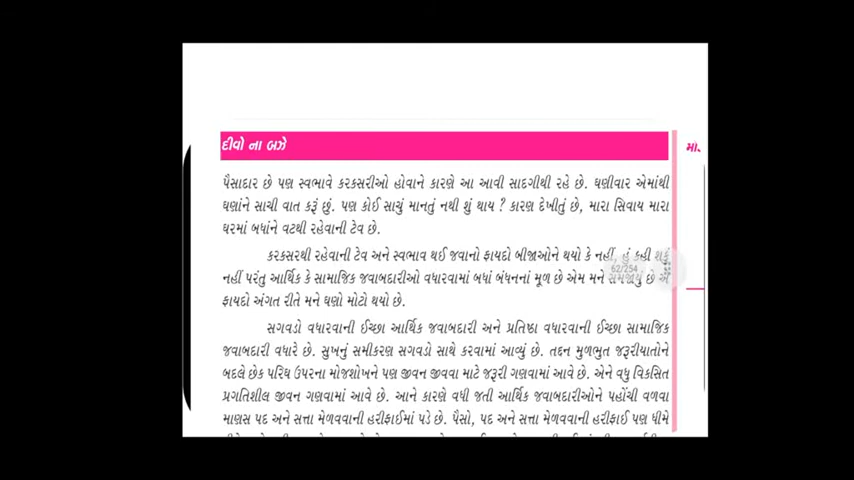 દીવો ના બઝે
માં.
પૈસાદાર છે પણ સ્વભાવે કરકસરીઓ હોવાને કારણે આ આવી સાદગીથી રહે છે. ઘણીવાર એમાંથી
ઘણાંને સાચી વાત કરૂં છું. પણ કોઈ સાચું માનતું નથી શું થાય ? કારણ દેખીતું છે, મારા સિવાય મારા
ઘરમાં બધાંને વટથી રહેવાની ટેવ છે.
કરકસરથી રહેવાની ટેવ અને સ્વભાવ થઈ જવાનો ફાયદો બીજાઓને થયો કે નહીં, હું કહી શકું
નહીં પરંતુ આર્થિક કે સામાજિક જવાબદારીઓ વધારવામાં બધાં બંધનનાં મૂળ છે એમ મને સમજાયું છે એ
62/254
ફાયદો અંગત રીતે મને ઘણો મોટો થયો છે.
સગવડો વધારવાની ઈચ્છા આર્થિક જવાબદારી અને પ્રતિષ્ઠા વધારવાની ઈચ્છા સામાજિક
જવાબદારી વધારે છે. સુખનું સમીકરણ સગવડો સાથે કરવામાં આવ્યું છે. તદ્દન મુળભુત જરૂરીયાતોને
બદલે છેક પરિઘ ઉપરના મોજશોખને પણ જીવન જીવવા માટે જરૂરી ગણવામાં આવે છે. એને વધુ વિકસિત
પ્રગતિશીલ જીવન ગણવામાં આવે છે. આને કારણે વધી જતી આર્થિક જવાબદારીઓને પહોંચી વળવા
માણસ પદ અને સત્તા મેળવવાની હરીફાઈમાં પડે છે. પૈસો, પદ અને સત્તા મેળવવાની હરીફાઈ પણ ધીમે